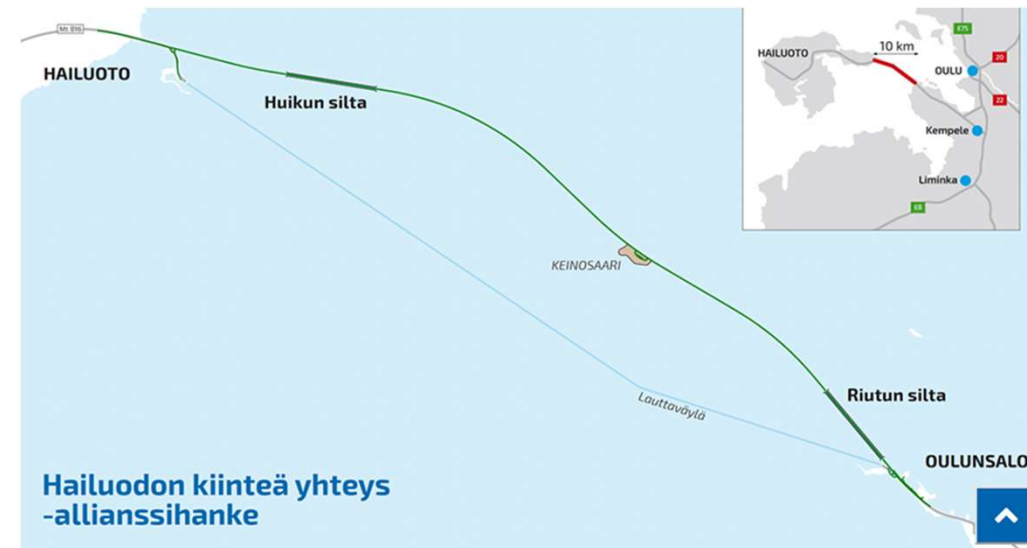 Mt 816
HAILUOTO
Huikun silta
KEINOSAARI
Lauttaväylä
Riutun silta
OULUNSALO
Hailuodon kiinteä yhteys
-allianssihanke
HAILUOTO
10 km
E75
20
OULU
22
Kempele
Liminka
E8